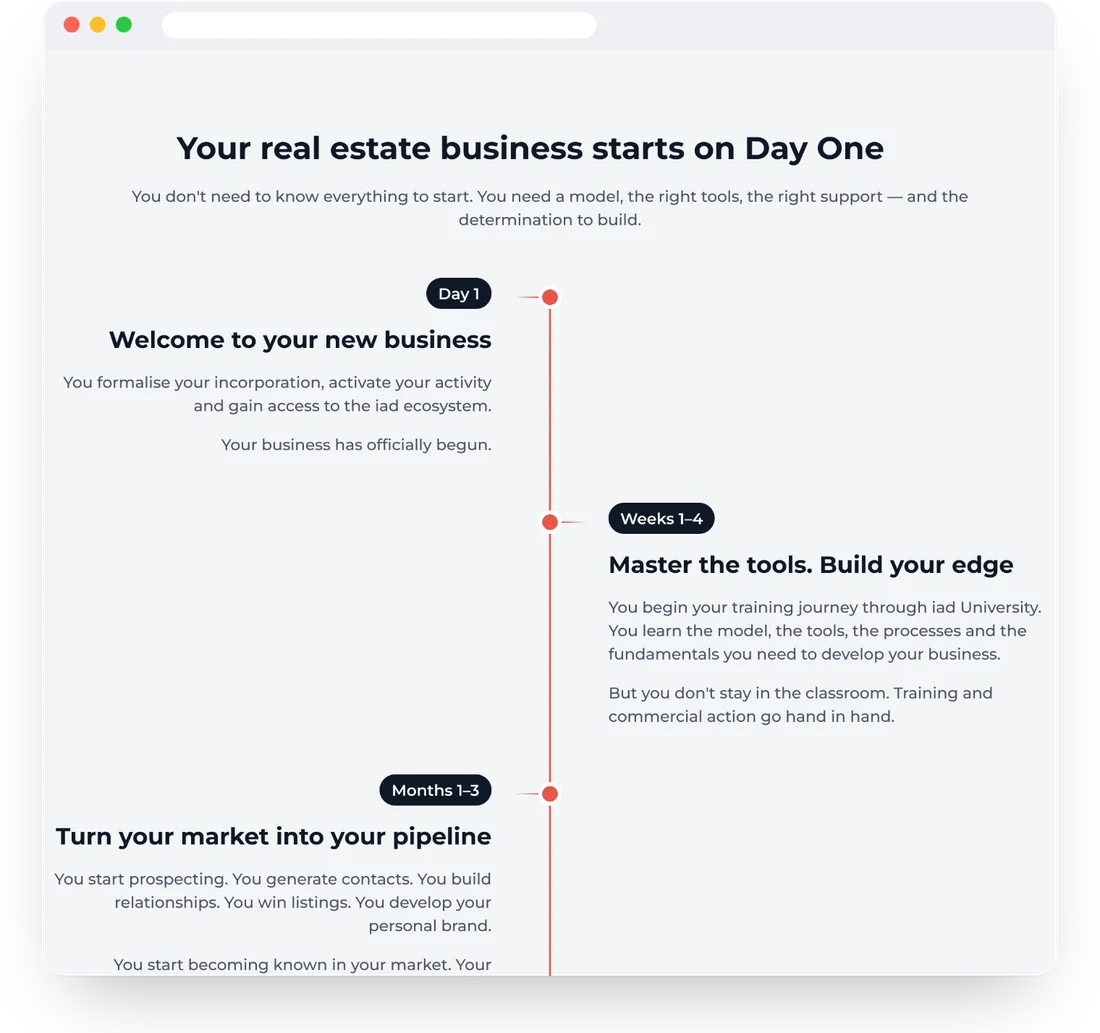 Your real estate business starts on Day One
You don't need to know everything to start. You need a model, the right tools, the right support — and the
determination to build.
Day 1
Welcome to your new business
You formalise your incorporation, activate your activity
and gain access to the iad ecosystem.
Your business has officially begun.
Weeks 1–4
Master the tools. Build your edge
You begin your training journey through iad University.
You learn the model, the tools, the processes and the
fundamentals you need to develop your business.
But you don't stay in the classroom. Training and
commercial action go hand in hand.
Months 1–3
Turn your market into your pipeline
You start prospecting. You generate contacts. You build
relationships. You win listings. You develop your
personal brand.
You start becoming known in your market. Your